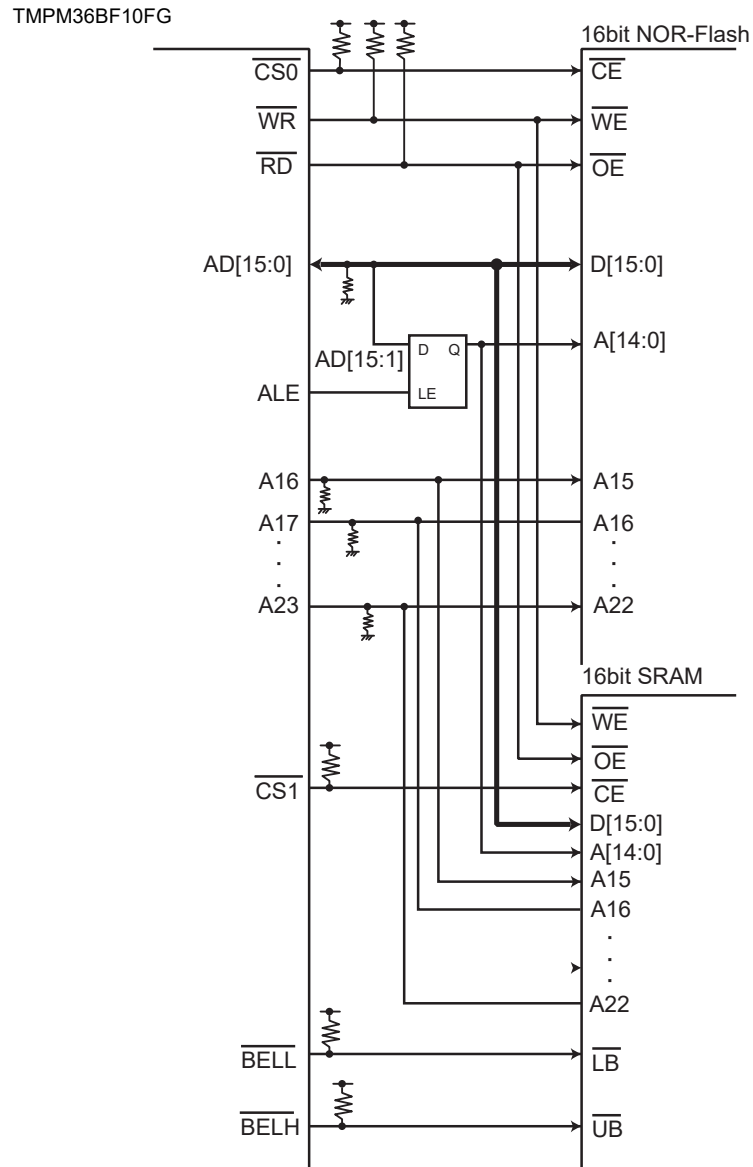 TMPM36BF10FG
16bit NOR-Flash
CS0
CE
WR
WE
RD
OE
AD[15:0]
D[15:0]
A[14:0]
D Q
AD[15:1]
LE
ALE
A16
A15
A17
A16
.
.
.
.
.
.
A23
A22
16bit SRAM
WE
OE
CS1
CE
D[15:0]
A[14:0]
A15
A16
.
.
.
A22
BELL
LB
BELH
UB